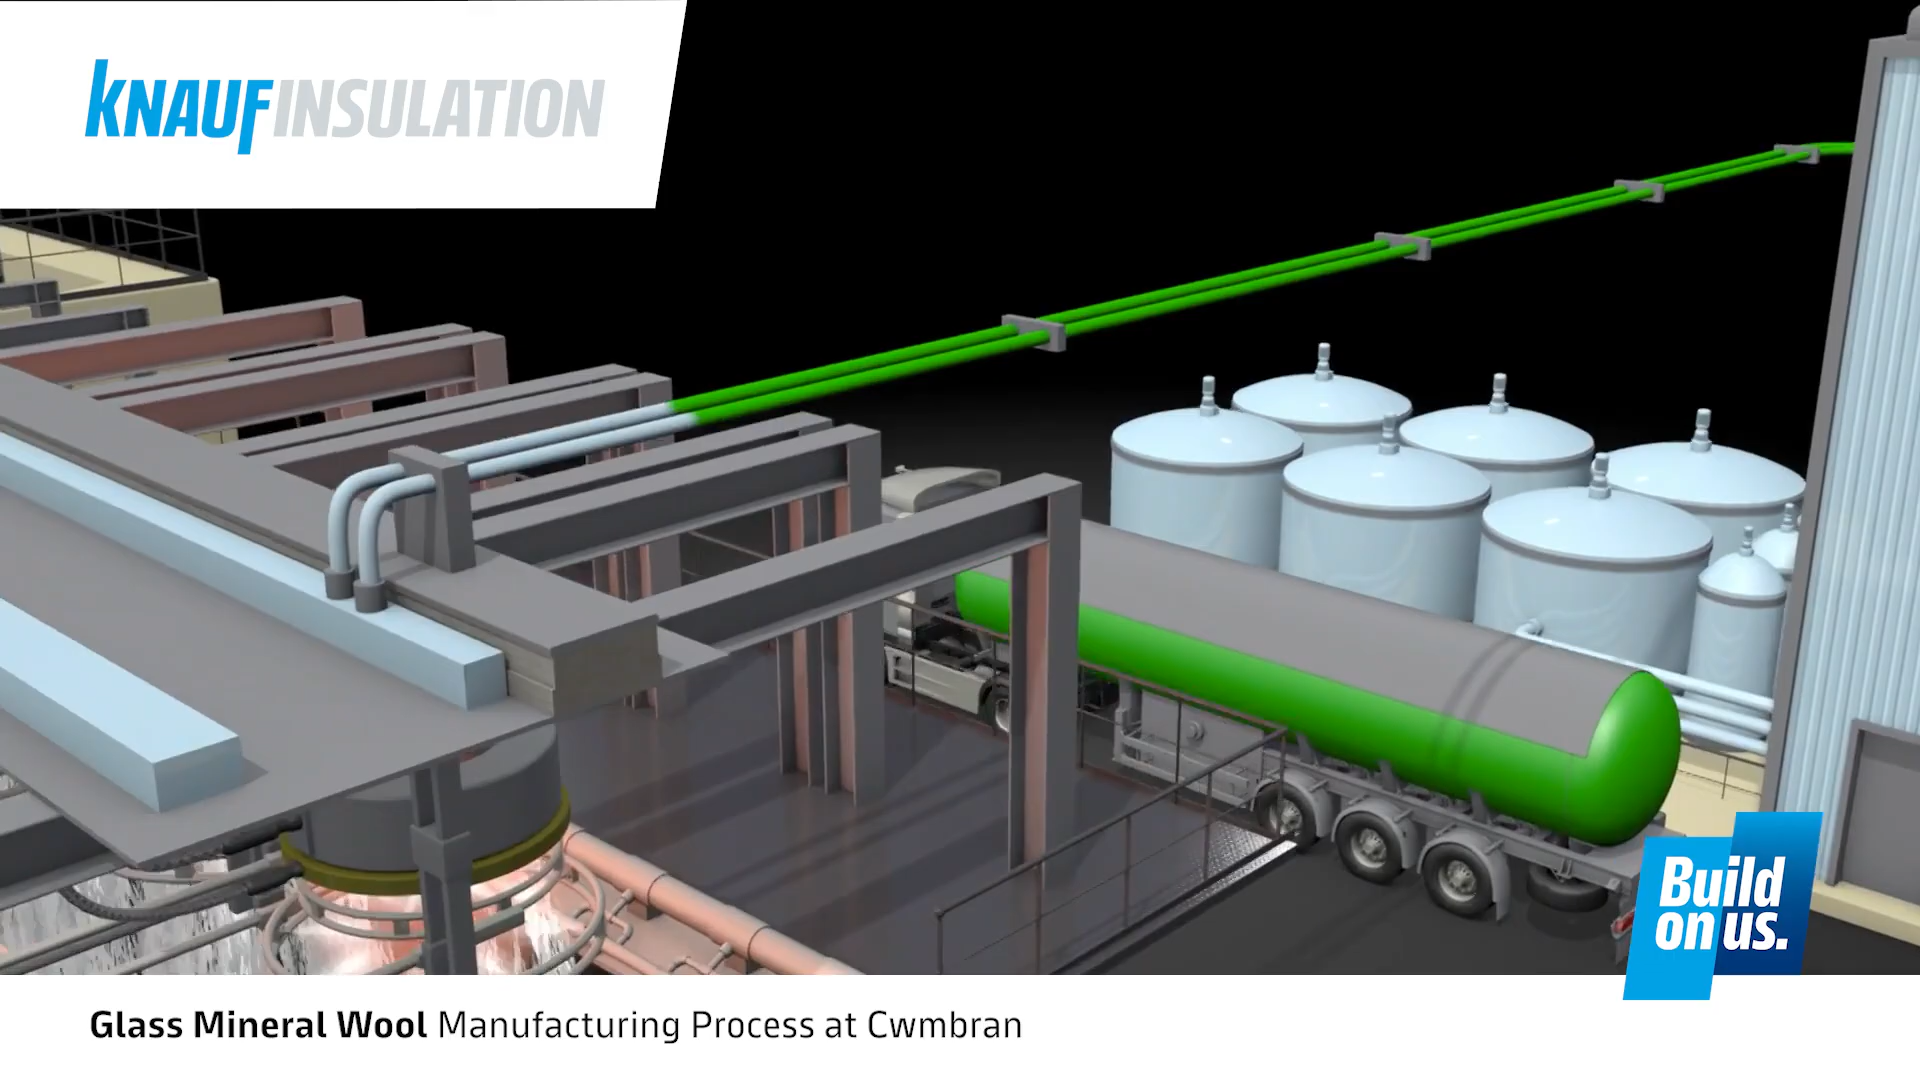 KNAUFINSULATION
Build
on us.
Glass Mineral Wool Manufacturing Process at Cwmbran